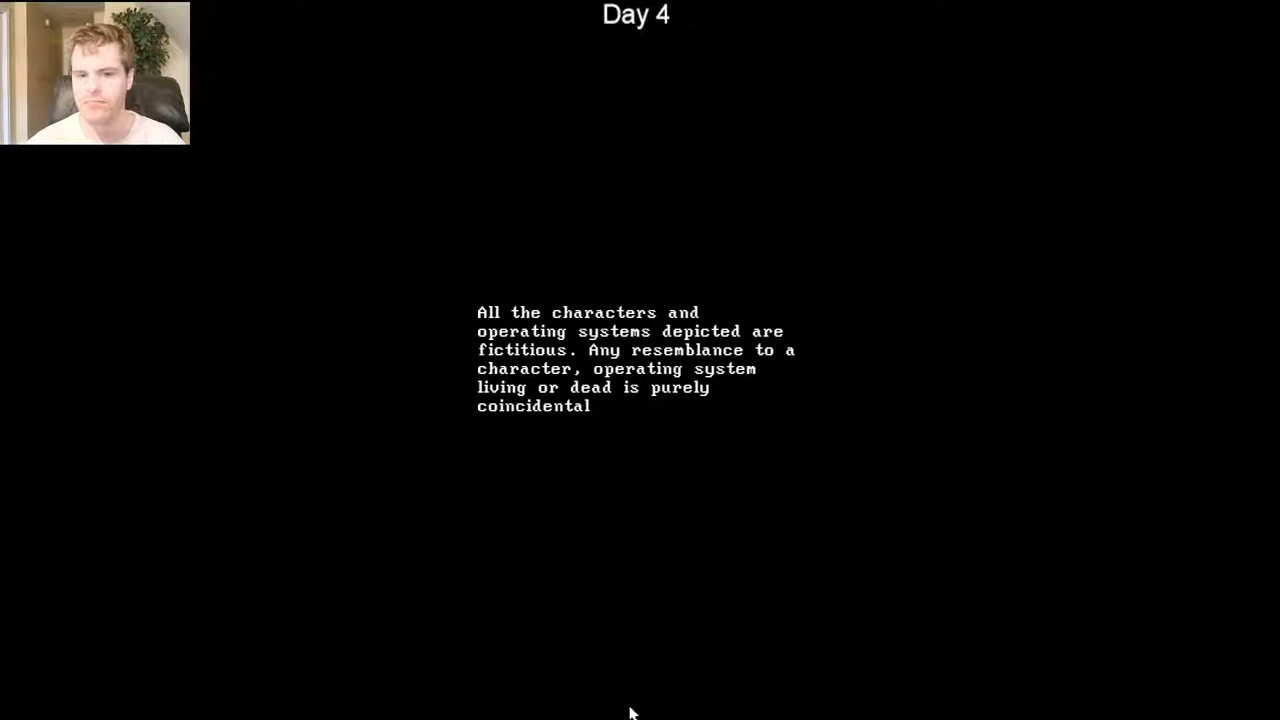 Day 4
All the characters and
operating systems depicted are
fictitious. Any resemblance to a
character, operating system
living or dead is purely
coincidental